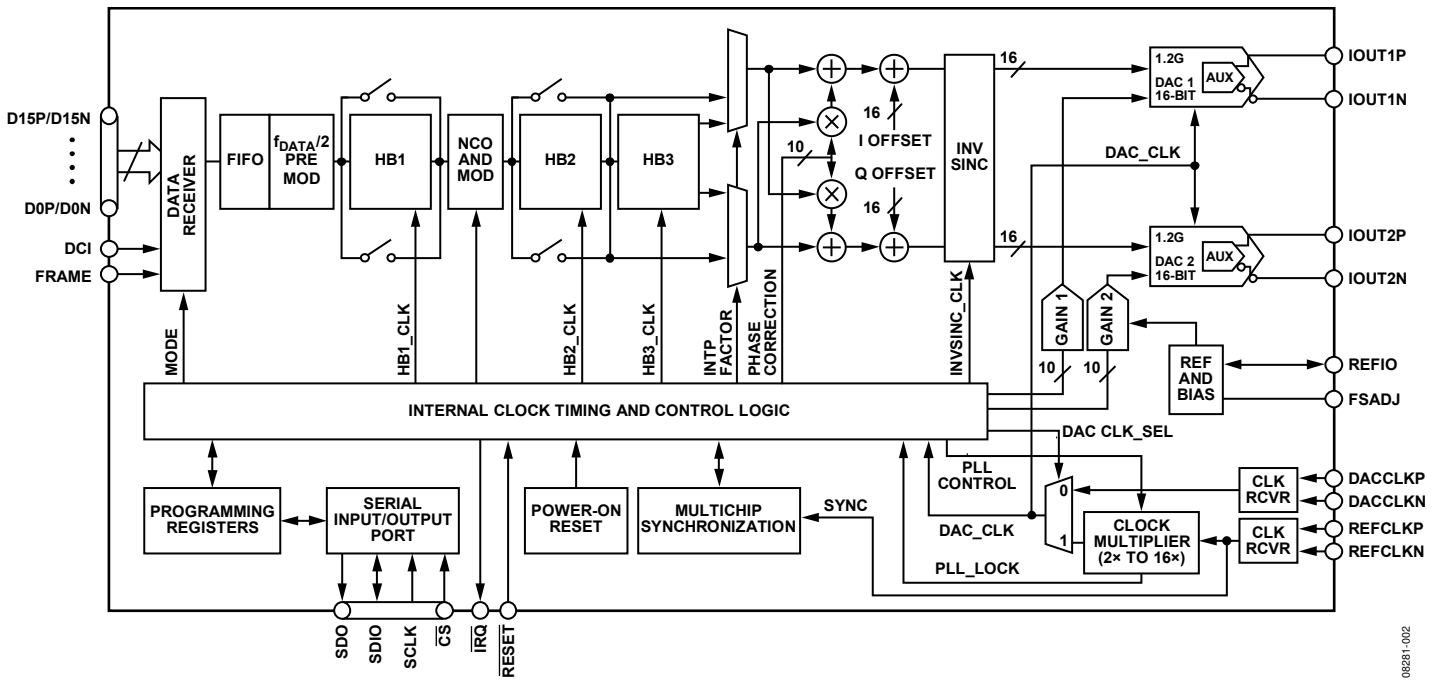 D15P/D15N
D0P/D0N
DCI
FRAME
DATA
RECEIVER
FIFO
fDATA/2
PRE
MOD
HB1
NCO
AND
MOD
HB2
HB3
10
16
I OFFSET
Q OFFSET
16
INV
SINC
16
16
1.2G
DAC 1
16-BIT
AUX
DAC_CLK
1.2G
DAC 2
16-BIT
AUX
IOUT1P
IOUT1N
IOUT2P
IOUT2N
MODE
HB1_CLK
HB2_CLK
HB3_CLK
INTP
FACTOR
PHASE
CORRECTION
INVSINC_CLK
GAIN 1
GAIN 2
10
10
REF
AND
BIAS
REFIO
FSADJ
INTERNAL CLOCK TIMING AND CONTROL LOGIC
DAC CLK_SEL
PLL
CONTROL
0
1
DAC_CLK
PLL_LOCK
CLOCK
MULTIPLIER
(2× TO 16×)
CLK
RCVR
CLK
RCVR
DACCLKP
DACCLKN
REFCLKP
REFCLKN
PROGRAMMING
REGISTERS
SERIAL
INPUT/OUTPUT
PORT
POWER-ON
RESET
MULTICHIP
SYNCHRONIZATION
SYNC
SDO
SDIO
SCLK
CS
IRQ
RESET
08281-002